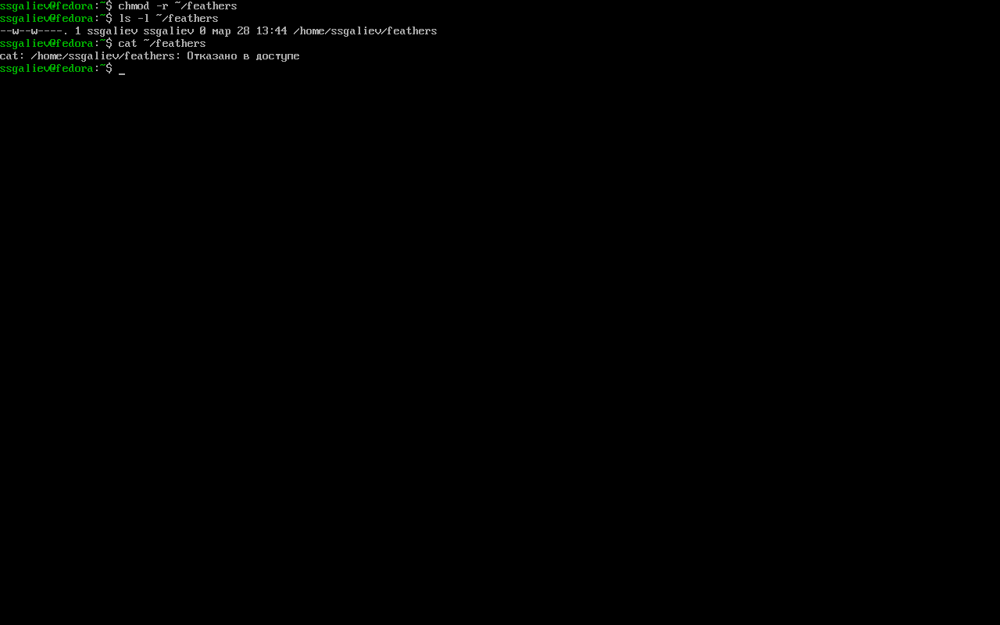 ssgaliev@fedora:~$ chmod -r ~/feathers
ssgaliev@fedora:~$ ls -l ~/feathers
--w--w----. 1 ssgaliev ssgaliev 0 мар 28 13:44 /home/ssgaliev/feathers
ssgaliev@fedora:~$ cat ~/feathers
cat: /home/ssgaliev/feathers: Отказано в доступе
ssgaliev@fedora:~$ _